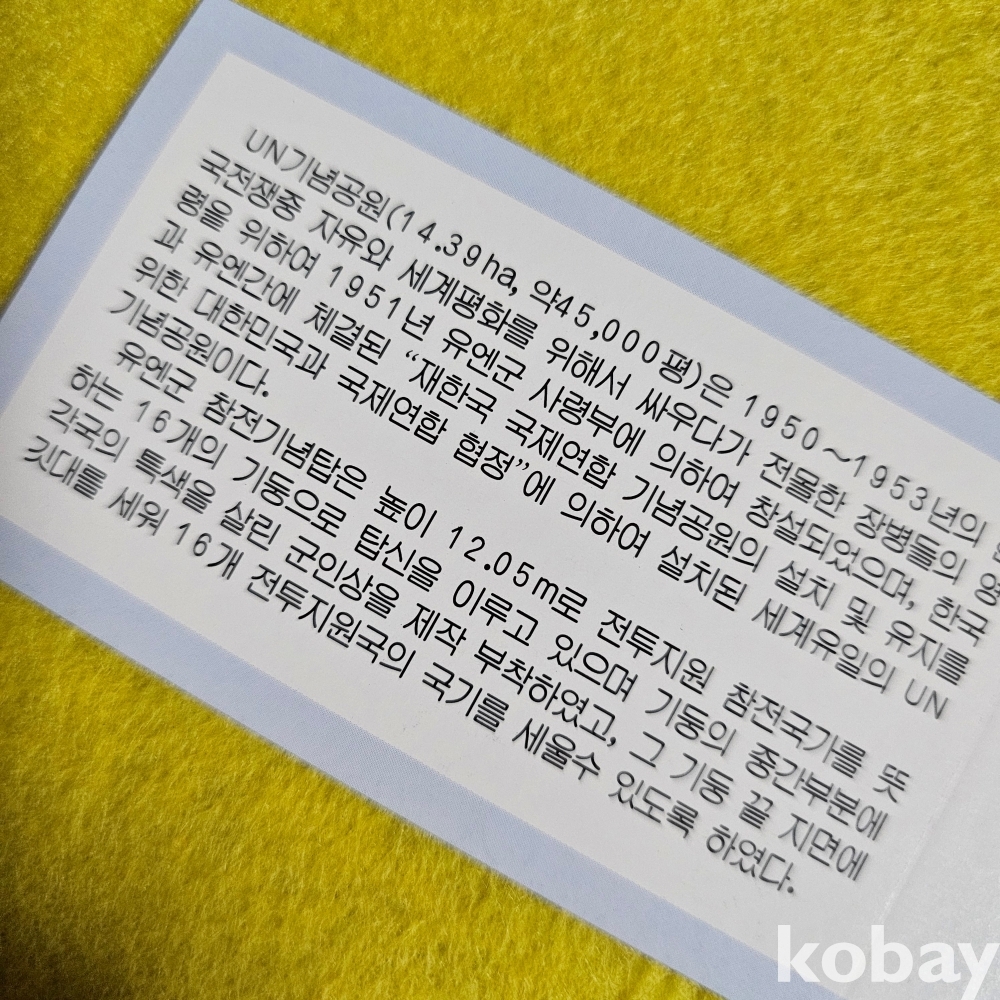 UN기념공원(14.39ha, 약45,000평)은 1950～1953년의
국전쟁중 자유와 세계평화를 위해서 싸우다가 전몰한 장병들의 영
령을 위하여 1951년 유엔군 사령부에 의하여 창설되었으며, 한국
과 유엔간에 체결된 “재한국 국제연합 기념공원의 설치 및 유지를
위한 대한민국과 국제연합 협정”에 의하여 설치된 세계유일의 UN
기념공원이다.
유엔군 참전기념탑은 높이 12.05m로 전투지원 참전국가를 뜻
하는 16개의 기둥으로 탑신을 이루고 있으며 기둥의 중간부분에
각국의 특색을 살린 군인상을 제작 부착하였고, 그 기둥 끝 지면에
깃대를 세워 16개 전투지원국의 국기를 세울수 있도록 하였다.
kobay